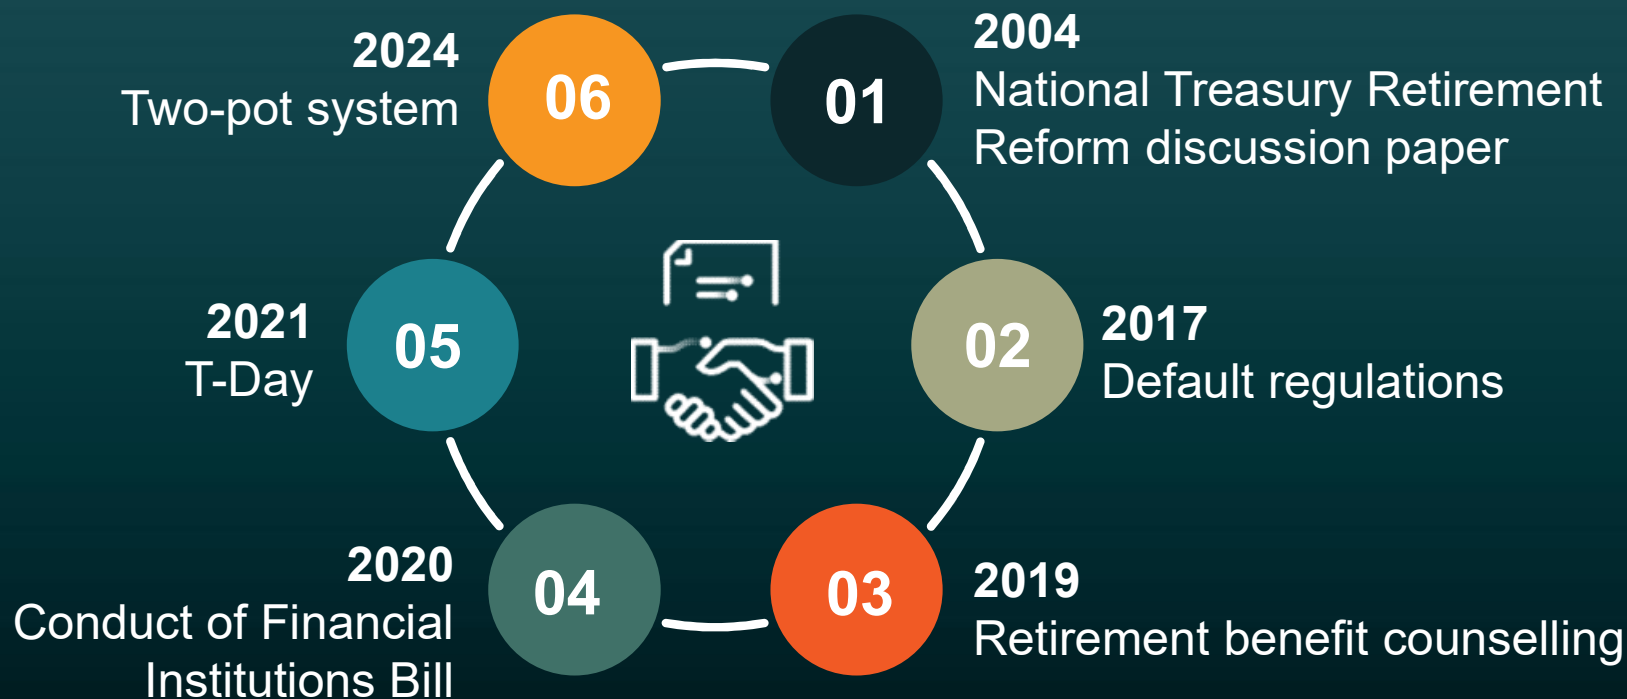 01
2004
National Treasury Retirement
Reform discussion paper
02
2017
Default regulations
03
2019
Retirement benefit counselling
04
2020
Conduct of Financial
Institutions Bill
05
2021
T-Day
06
2024
Two-pot system